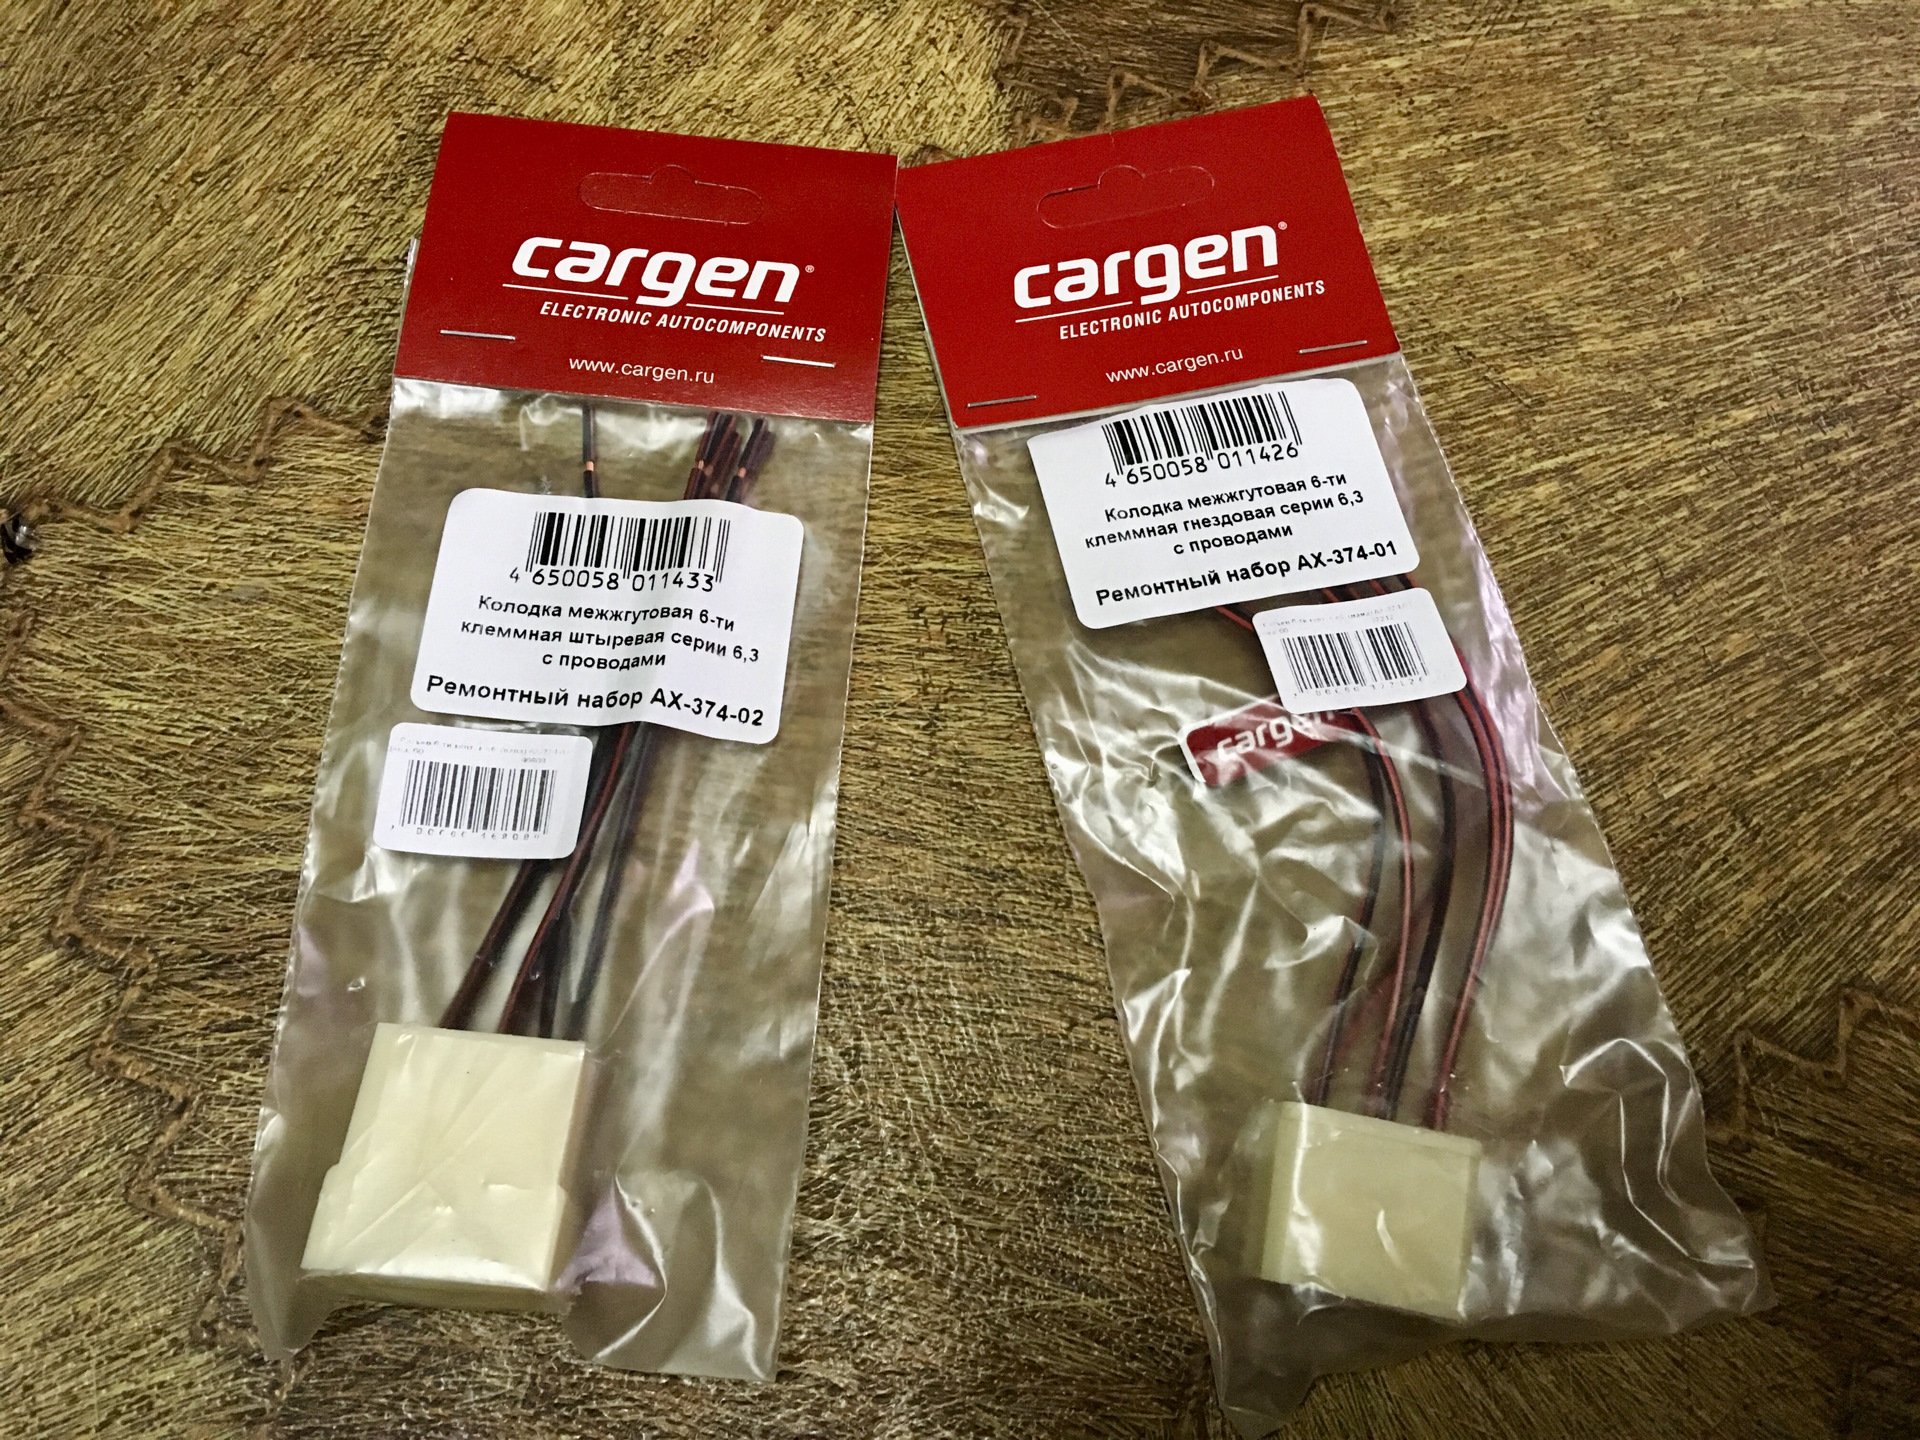 cargen®
ELECTRONIC AUTOCOMPONENTS
www.cargen.ru
4 650058 011433
Колодка межжгутовая 6-ти
клеммная штыревая серии 6,3
с проводами
Ремонтный набор АХ-374-02
cargen®
ELECTRONIC AUTOCOMPONENTS
www.cargen.ru
4 650058 011426
Колодка межжгутовая 6-ти
клеммная гнездовая серии 6,3
с проводами
Ремонтный набор АХ-374-01
cargen